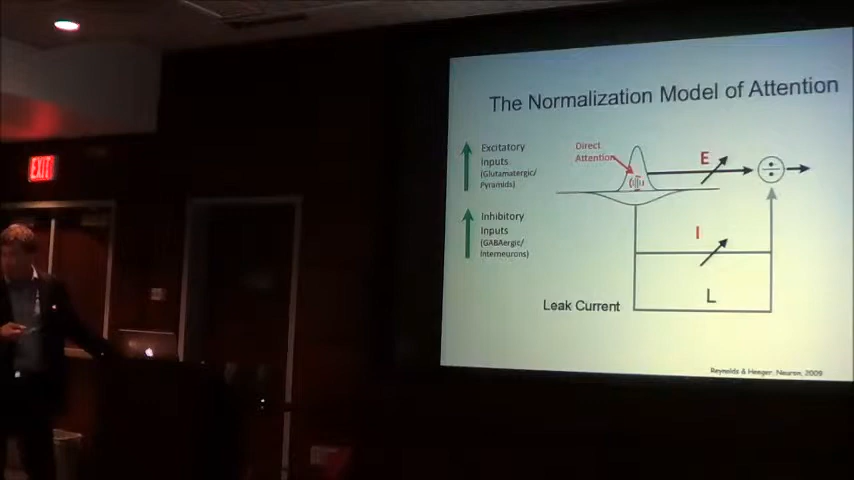 The Normalization Model of Attention
Excitatory
Inputs
(Glutamatergic/
Pyramids)
Direct
Attention
E
÷
Inhibitory
Inputs
(GABAergic/
Interneurons)
I
L
Leak Current
Reynolds & Heeger, Neuron, 2009
EXIT